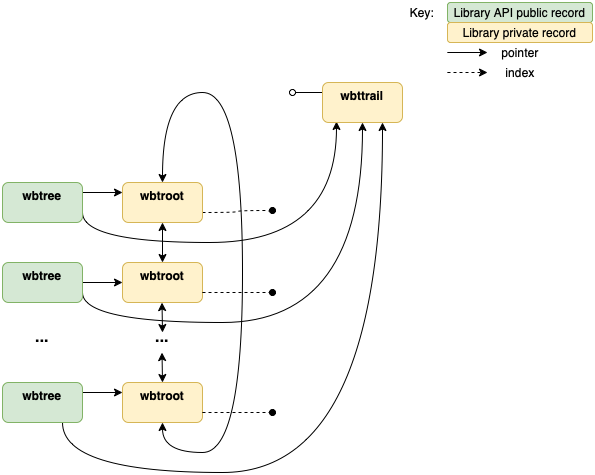 Key:
Library API public record
Library private record
pointer
index
wbttrail
wbtree
wbtroot
wbtree
wbtroot
...
...
wbtree
wbtroot